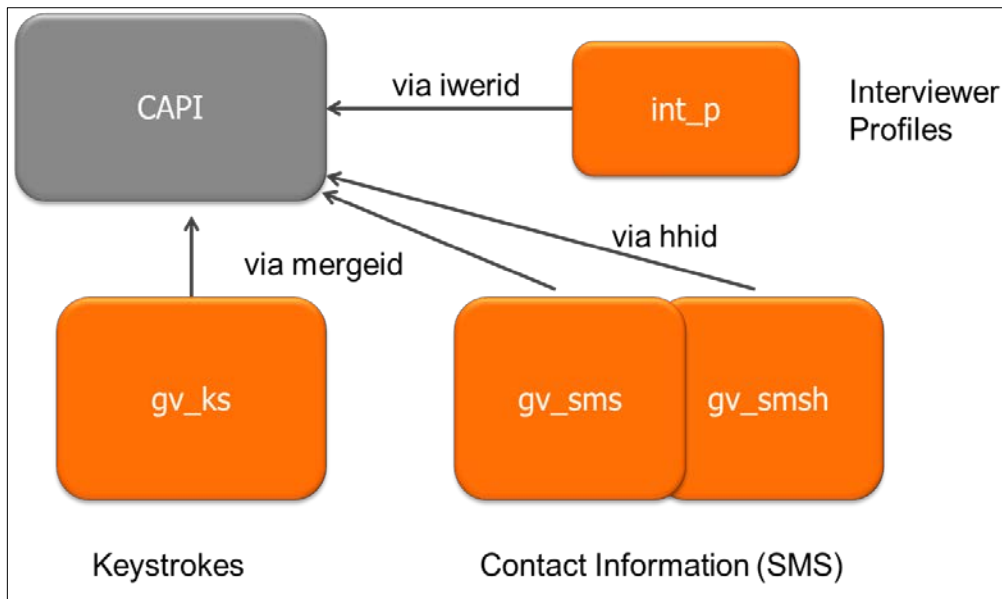 CAPI
via iwerid
int_p
Interviewer
Profiles
via hhid
via mergeid
gv_ks
gv_sms
gv_smsh
Keystrokes
Contact Information (SMS)